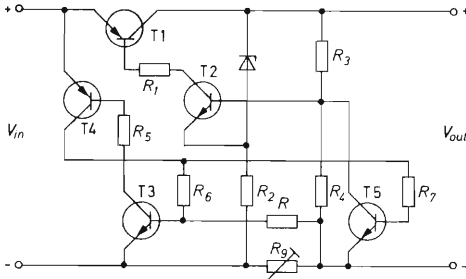 + +
T1
R1 T2 R3
T4
R5
Vin Vout
T3 R6 R2 R4 T5 R7
R
R9
- -